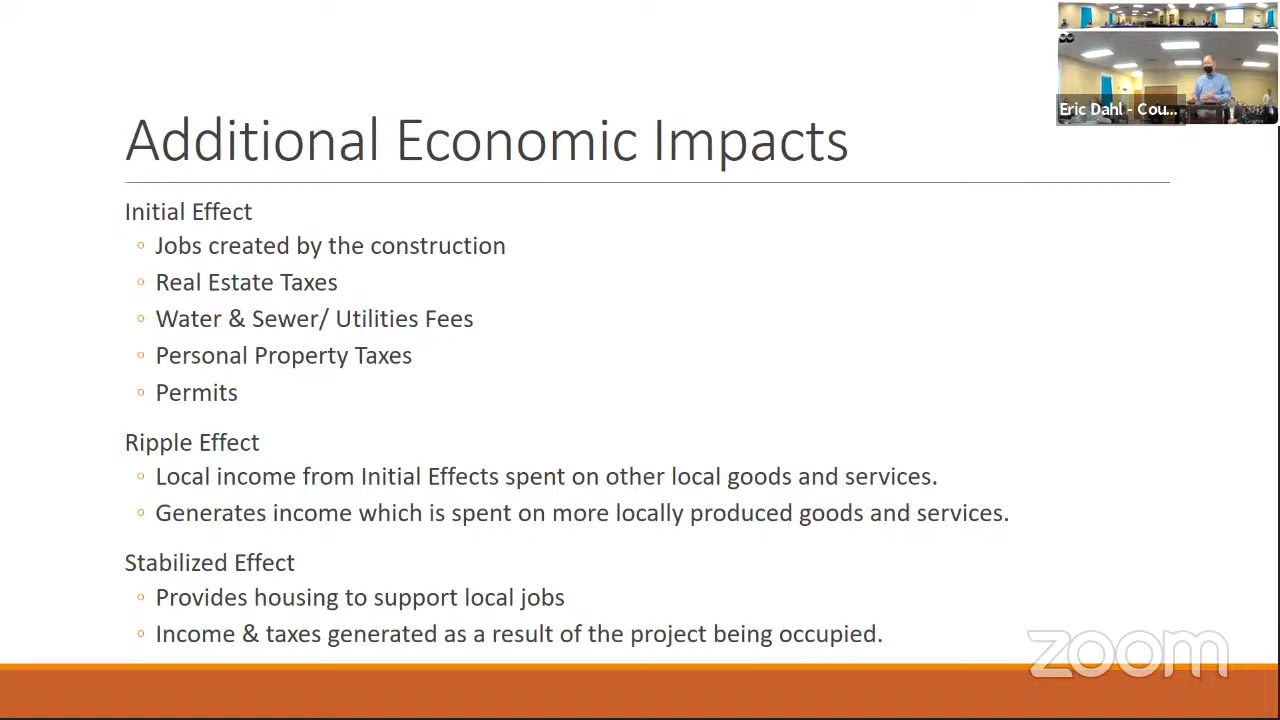 Eric Dahl - Cou...
Additional Economic Impacts
Initial Effect
Jobs created by the construction
Real Estate Taxes
Water & Sewer/ Utilities Fees
Personal Property Taxes
Permits
Ripple Effect
Local income from Initial Effects spent on other local goods and services.
Generates income which is spent on more locally produced goods and services.
Stabilized Effect
Provides housing to support local jobs
Income & taxes generated as a result of the project being occupied.
zoom